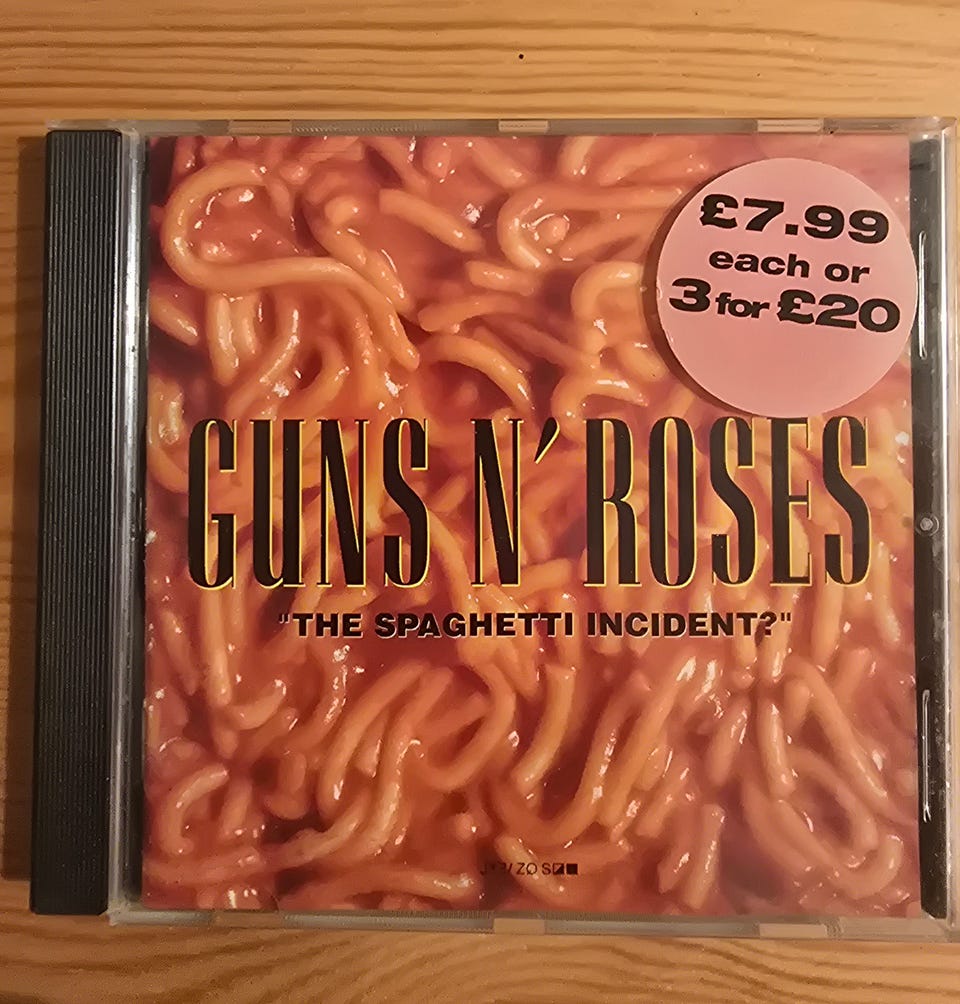 £7.99
each or
3 for £20
GUNS N' ROSES
"THE SPAGHETTI INCIDENT?"